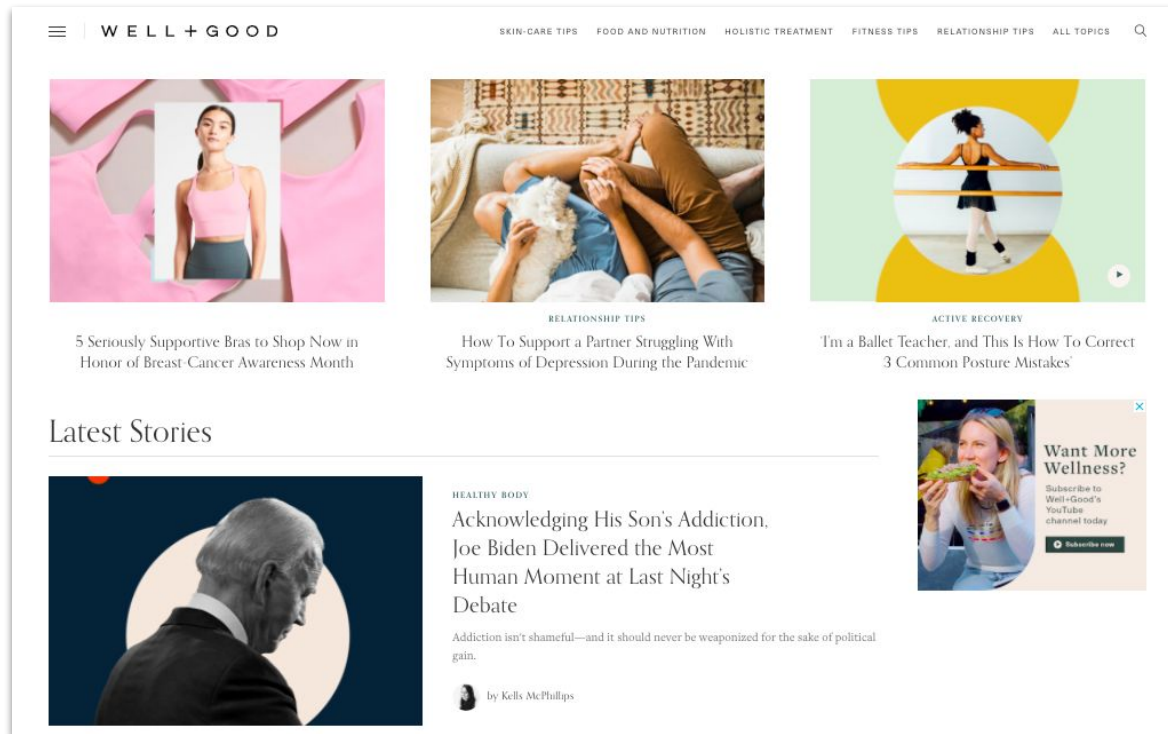 WELL+GOOD
SKIN-CARE TIPS FOOD AND NUTRITION HOLISTIC TREATMENT FITNESS TIPS RELATIONSHIP TIPS ALL TOPICS
5 Seriously Supportive Bras to Shop Now in
Honor of Breast-Cancer Awareness Month
RELATIONSHIP TIPS
How To Support a Partner Struggling With
Symptoms of Depression During the Pandemic
ACTIVE RECOVERY
'I'm a Ballet Teacher, and This Is How To Correct
3 Common Posture Mistakes'
Latest Stories
HEALTHY BODY
Acknowledging His Son's Addiction,
Joe Biden Delivered the Most
Human Moment at Last Night's
Debate
Addiction isn't shameful—and it should never be weaponized for the sake of political
gain.
by Kells McPhillips
Want More
Wellness?
Subscribe to
Well+Good's
YouTube
channel today
Subscribe now